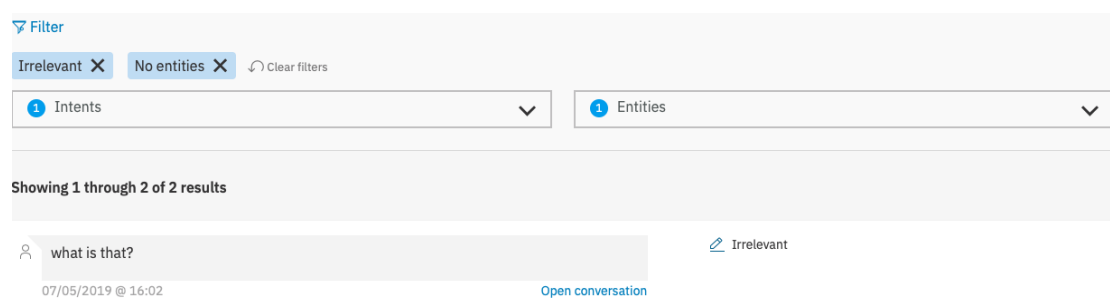 Filter
Irrelevant No entities Clear filters
1 Intents 1 Entities
Showing 1 through 2 of 2 results
what is that? Irrelevant
07/05/2019 @ 16:02 Open conversation